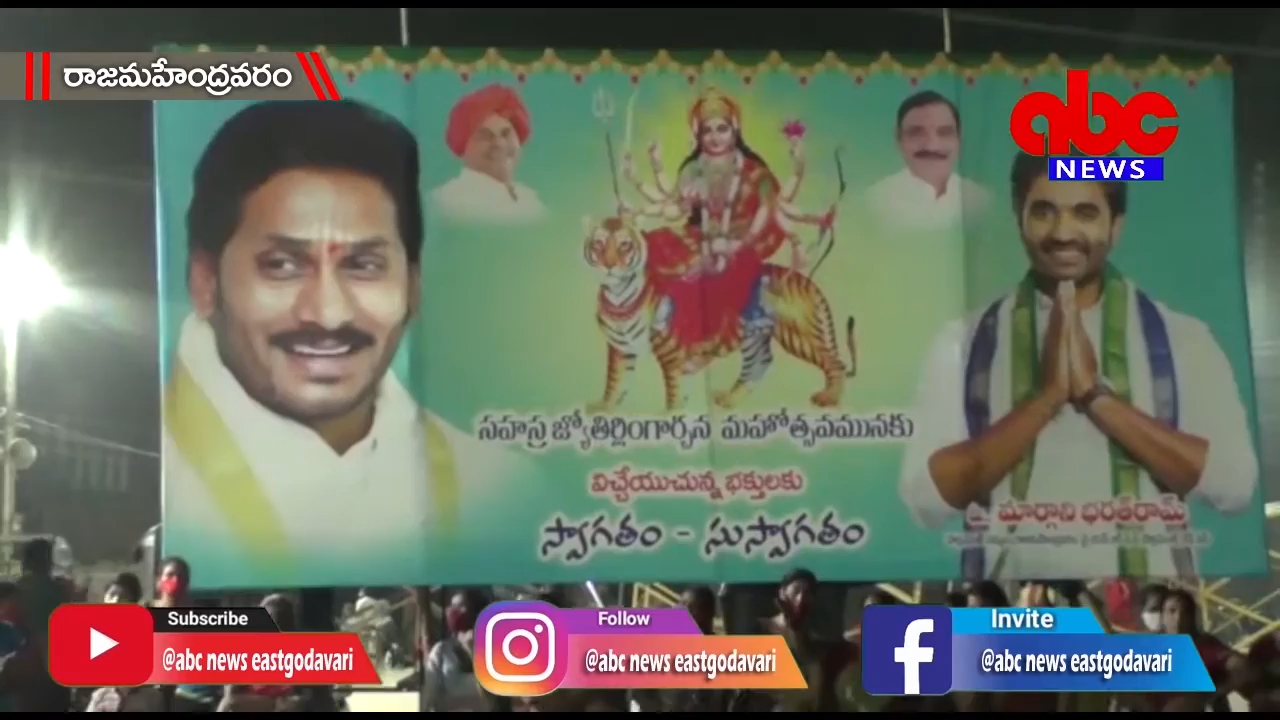 రాజమహేంద్రవరం
abc
NEWS
సహస్ర జ్యోతిర్లింగార్చన మహోత్సవమునకు
విచ్చేయుచున్న భక్తులకు
స్వాగతం - సుస్వాగతం
మార్గాని భరత్‌రామ్
Subscribe
@abc news eastgodavari
Follow
@abc news eastgodavari
Invite
@abc news eastgodavari